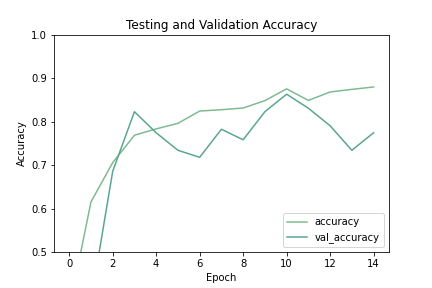 Testing and Validation Accuracy
1.0
0.9
0.8
0.7
0.6
0.5
Accuracy
0 2 4 6 8 10 12 14
Epoch
accuracy
val_accuracy